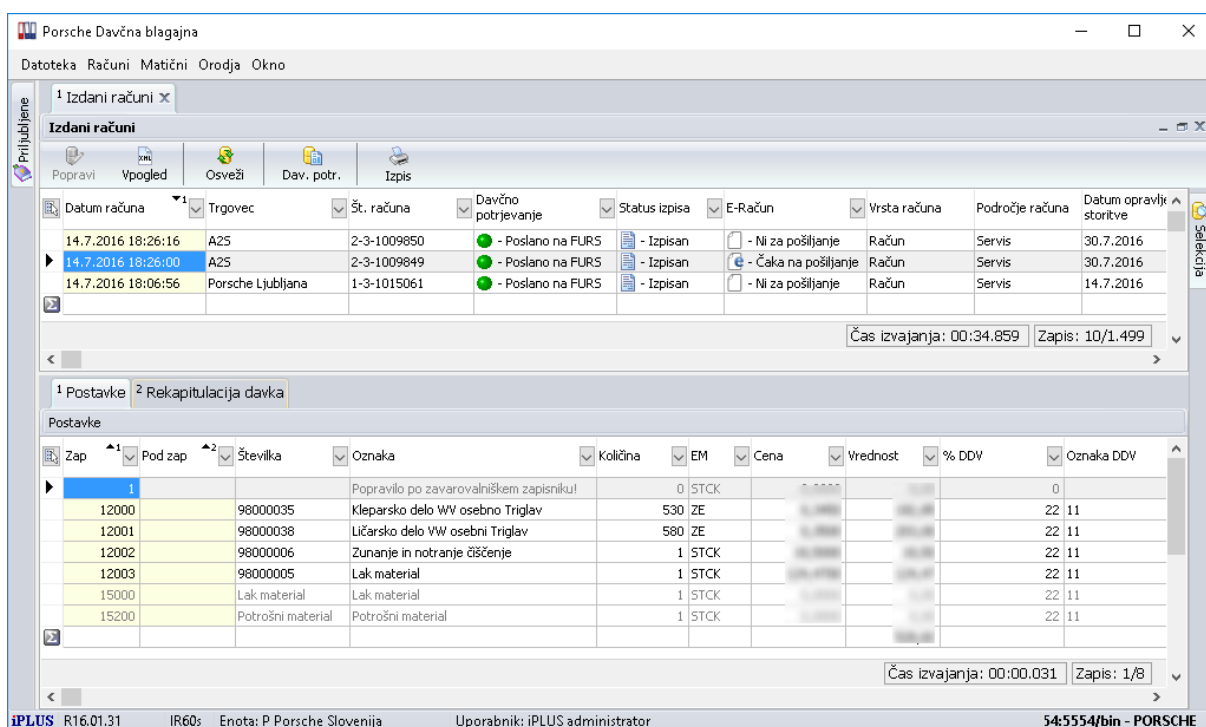 Porsche Davčna blagajna
Datoteka Računi Matični Orodja Okno
Priljubljene
1 Izdani računi
Izdani računi
Popravi Vpogled Osveži Dav. potr. Izpis
Datum računa 1 Trgovec Št. računa Davčno potrjevanje Status izpisa E-Račun Vrsta računa Področje računa Datum opravlje storitve
14.7.2016 18:26:16 A2S 2-3-1009850 - Poslano na FURS - Izpisan - Ni za pošiljanje Račun Servis 30.7.2016
14.7.2016 18:26:00 A2S 2-3-1009849 - Poslano na FURS - Izpisan - Čaka na pošiljanje Račun Servis 30.7.2016
14.7.2016 18:06:56 Porsche Ljubljana 1-3-1015061 - Poslano na FURS - Izpisan - Ni za pošiljanje Račun Servis 14.7.2016
Selekcija
Čas izvajanja: 00:34.859 Zapis: 10/1.499
1 Postavke 2 Rekapitulacija davka
Postavke
Zap 1 Pod zap 2 Številka Oznaka Količina EM Cena Vrednost % DDV Oznaka DDV
1 Popravilo po zavarovalniškem zapisniku! 0 STCK 0
12000 98000035 Kleparsko delo WV osebno Triglav 530 ZE 22 11
12001 98000038 Ličarsko delo VW osebni Triglav 580 ZE 22 11
12002 98000006 Zunanje in notranje čiščenje 1 STCK 22 11
12003 98000005 Lak material 1 STCK 22 11
15000 Lak material Lak material 1 STCK 22 11
15200 Potrošni material Potrošni material 1 STCK 22 11
Čas izvajanja: 00:00.031 Zapis: 1/8
iPLUS R16.01.31 IR60s Enota: P Porsche Slovenija Uporabnik: iPLUS administrator 54:5554/bin - PORSCHE